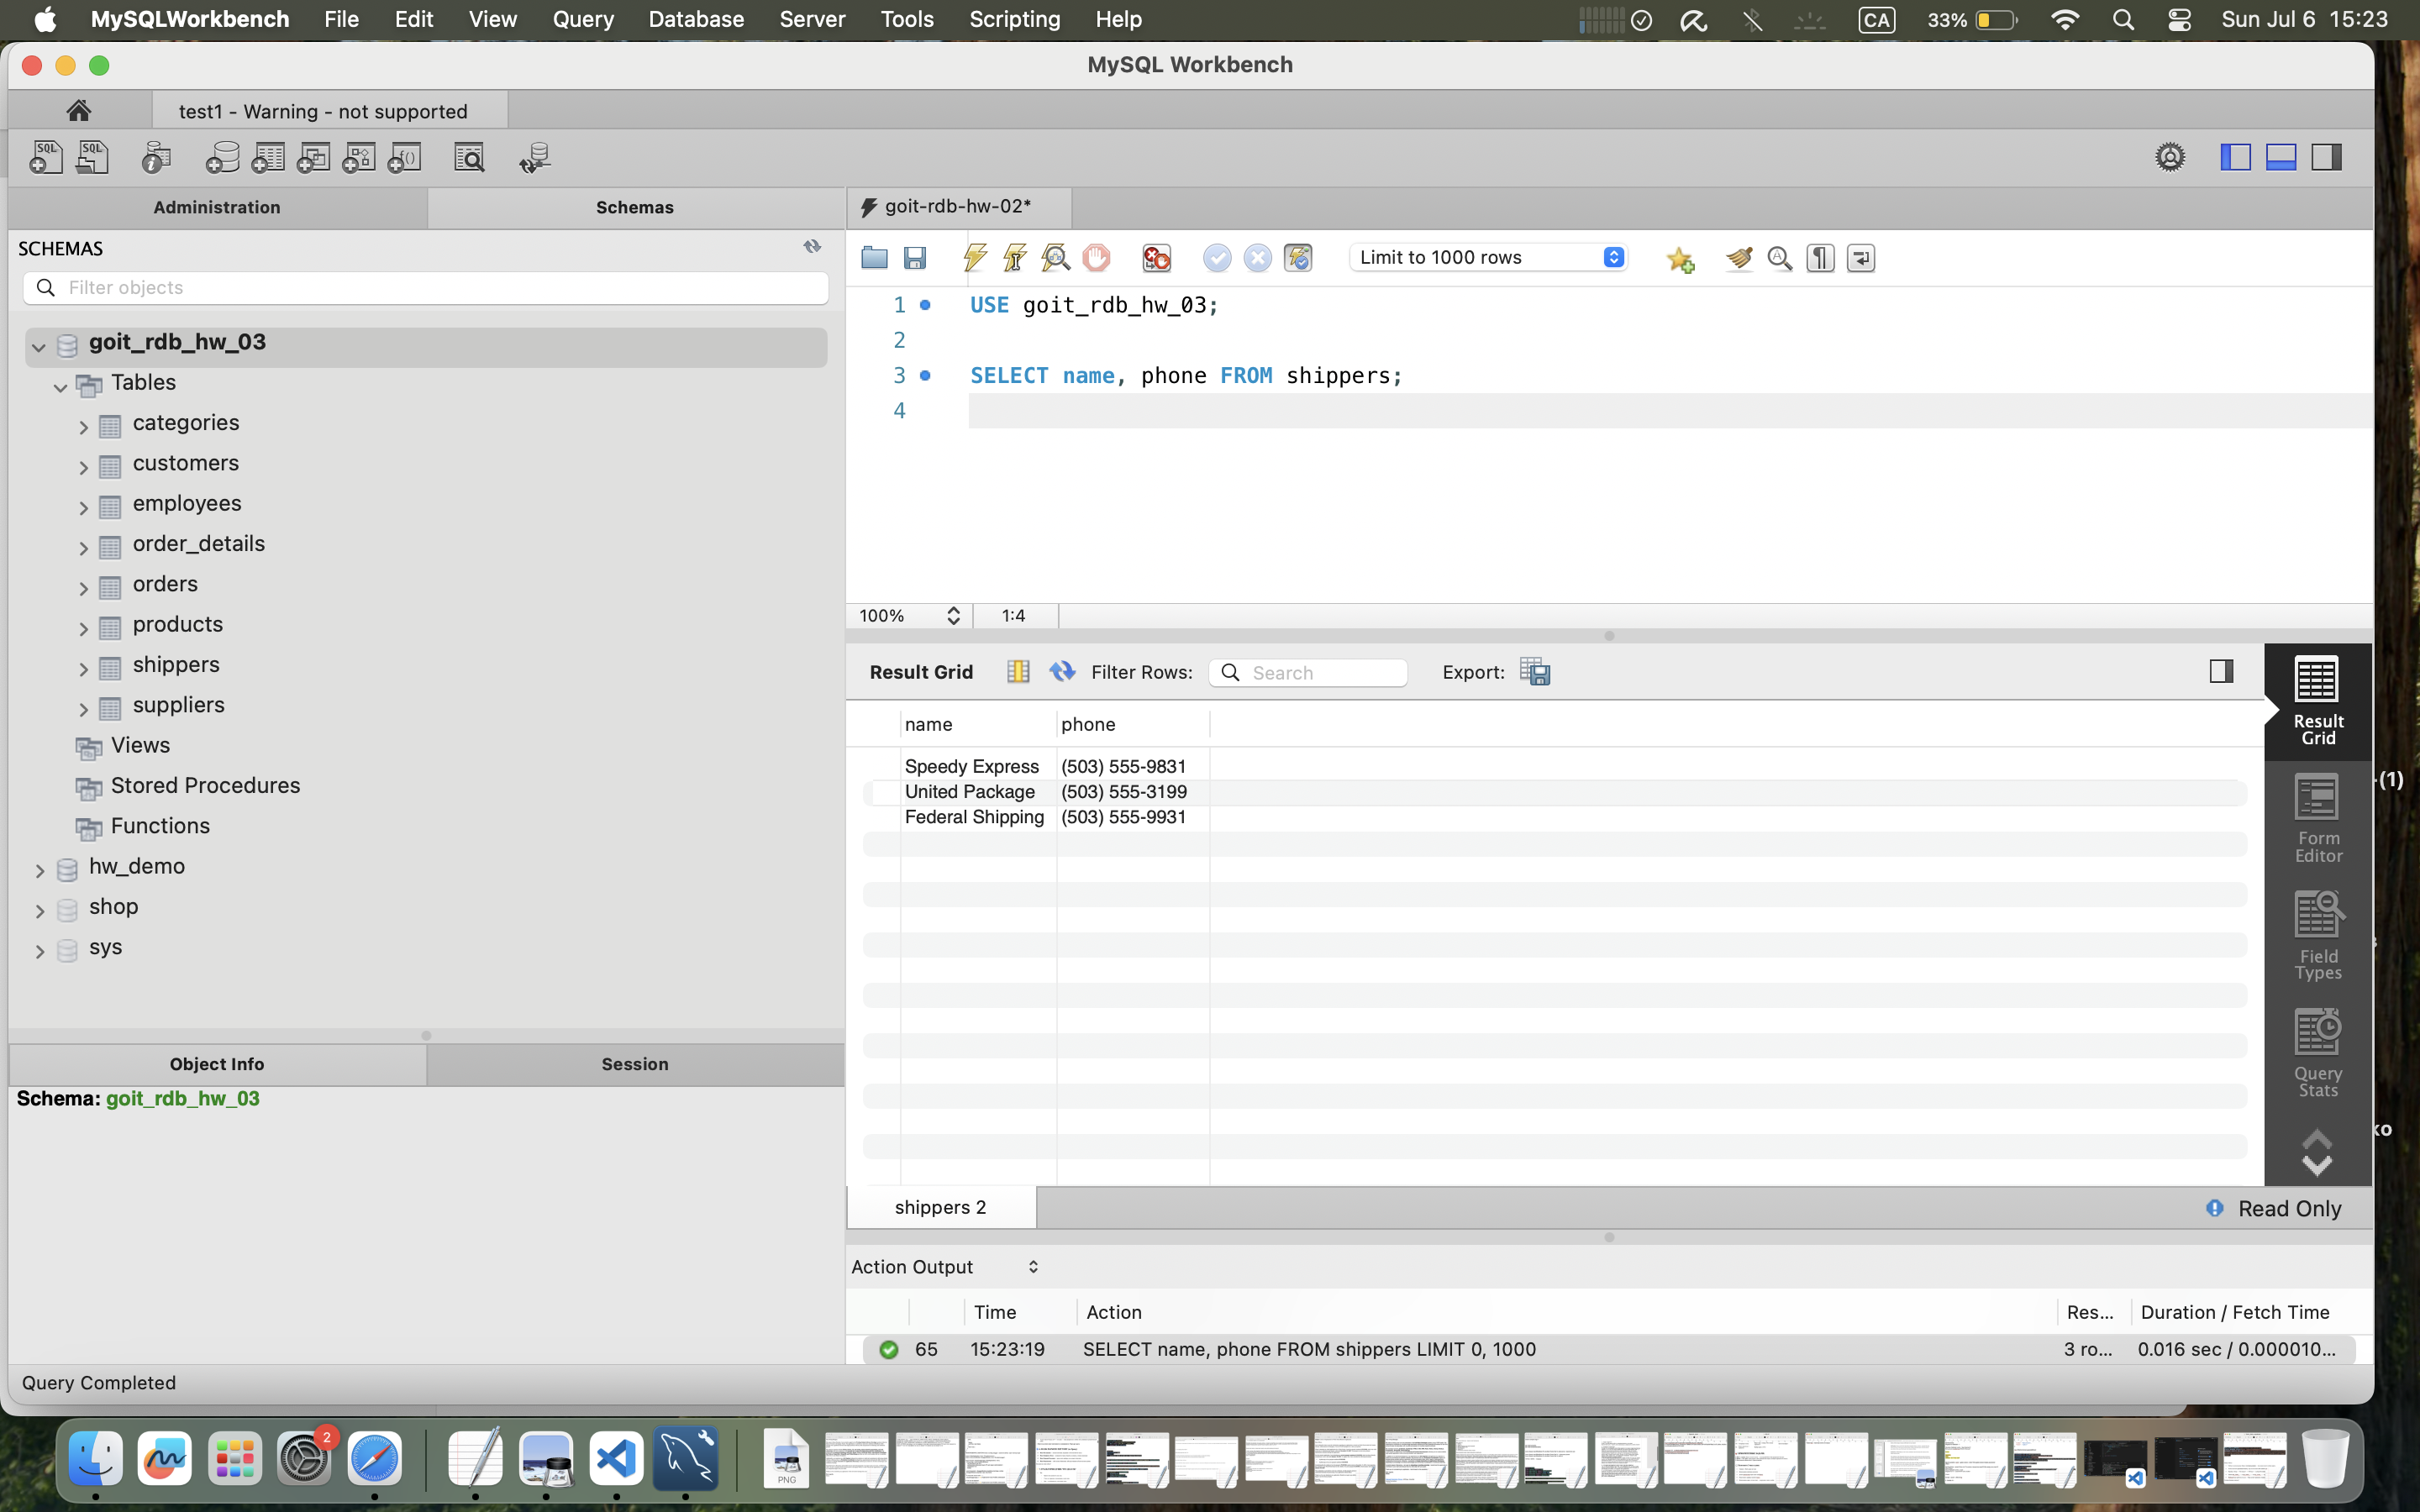 MySQLWorkbench File Edit View Query Database Server Tools Scripting Help CA 33% Sun Jul 6 15:23
MySQL Workbench
test1 - Warning - not supported
Administration Schemas
goit-rdb-hw-02*
SCHEMAS
Filter objects
Limit to 1000 rows
goit_rdb_hw_03
Tables
categories
customers
employees
order_details
orders
products
shippers
suppliers
Views
Stored Procedures
Functions
hw_demo
shop
sys
1 USE goit_rdb_hw_03;
2
3 SELECT name, phone FROM shippers;
4
100% 1:4
Result Grid Filter Rows: Search Export:
name phone
Speedy Express (503) 555-9831
United Package (503) 555-3199
Federal Shipping (503) 555-9931
Result
Grid
Form
Editor
Field
Types
Query
Stats
-(1)
ko
Object Info Session
Schema: goit_rdb_hw_03
shippers 2 Read Only
Action Output
Time Action Res... Duration / Fetch Time
65 15:23:19 SELECT name, phone FROM shippers LIMIT 0, 1000 3 ro... 0.016 sec / 0.000010...
Query Completed
2
PNG